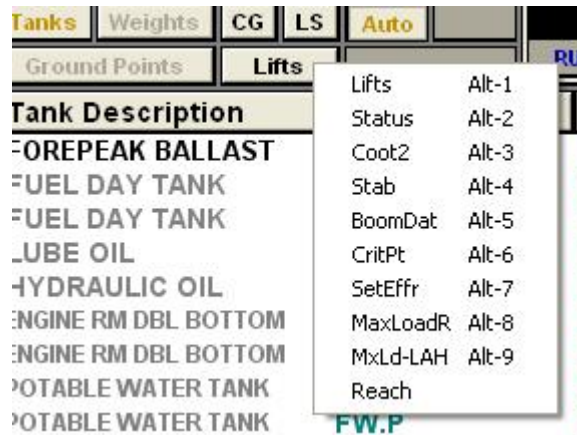 Tanks Weights CG LS Auto
Ground Points Lifts RU
Tank Description
FOREPEAK BALLAST
FUEL DAY TANK
FUEL DAY TANK
LUBE OIL
HYDRAULIC OIL
ENGINE RM DBL BOTTOM
ENGINE RM DBL BOTTOM
POTABLE WATER TANK
POTABLE WATER TANK FW.P
Lifts Alt-1
Status Alt-2
Coot2 Alt-3
Stab Alt-4
BoomDat Alt-5
CritPt Alt-6
SetEffr Alt-7
MaxLoadR Alt-8
MxLd-LAH Alt-9
Reach